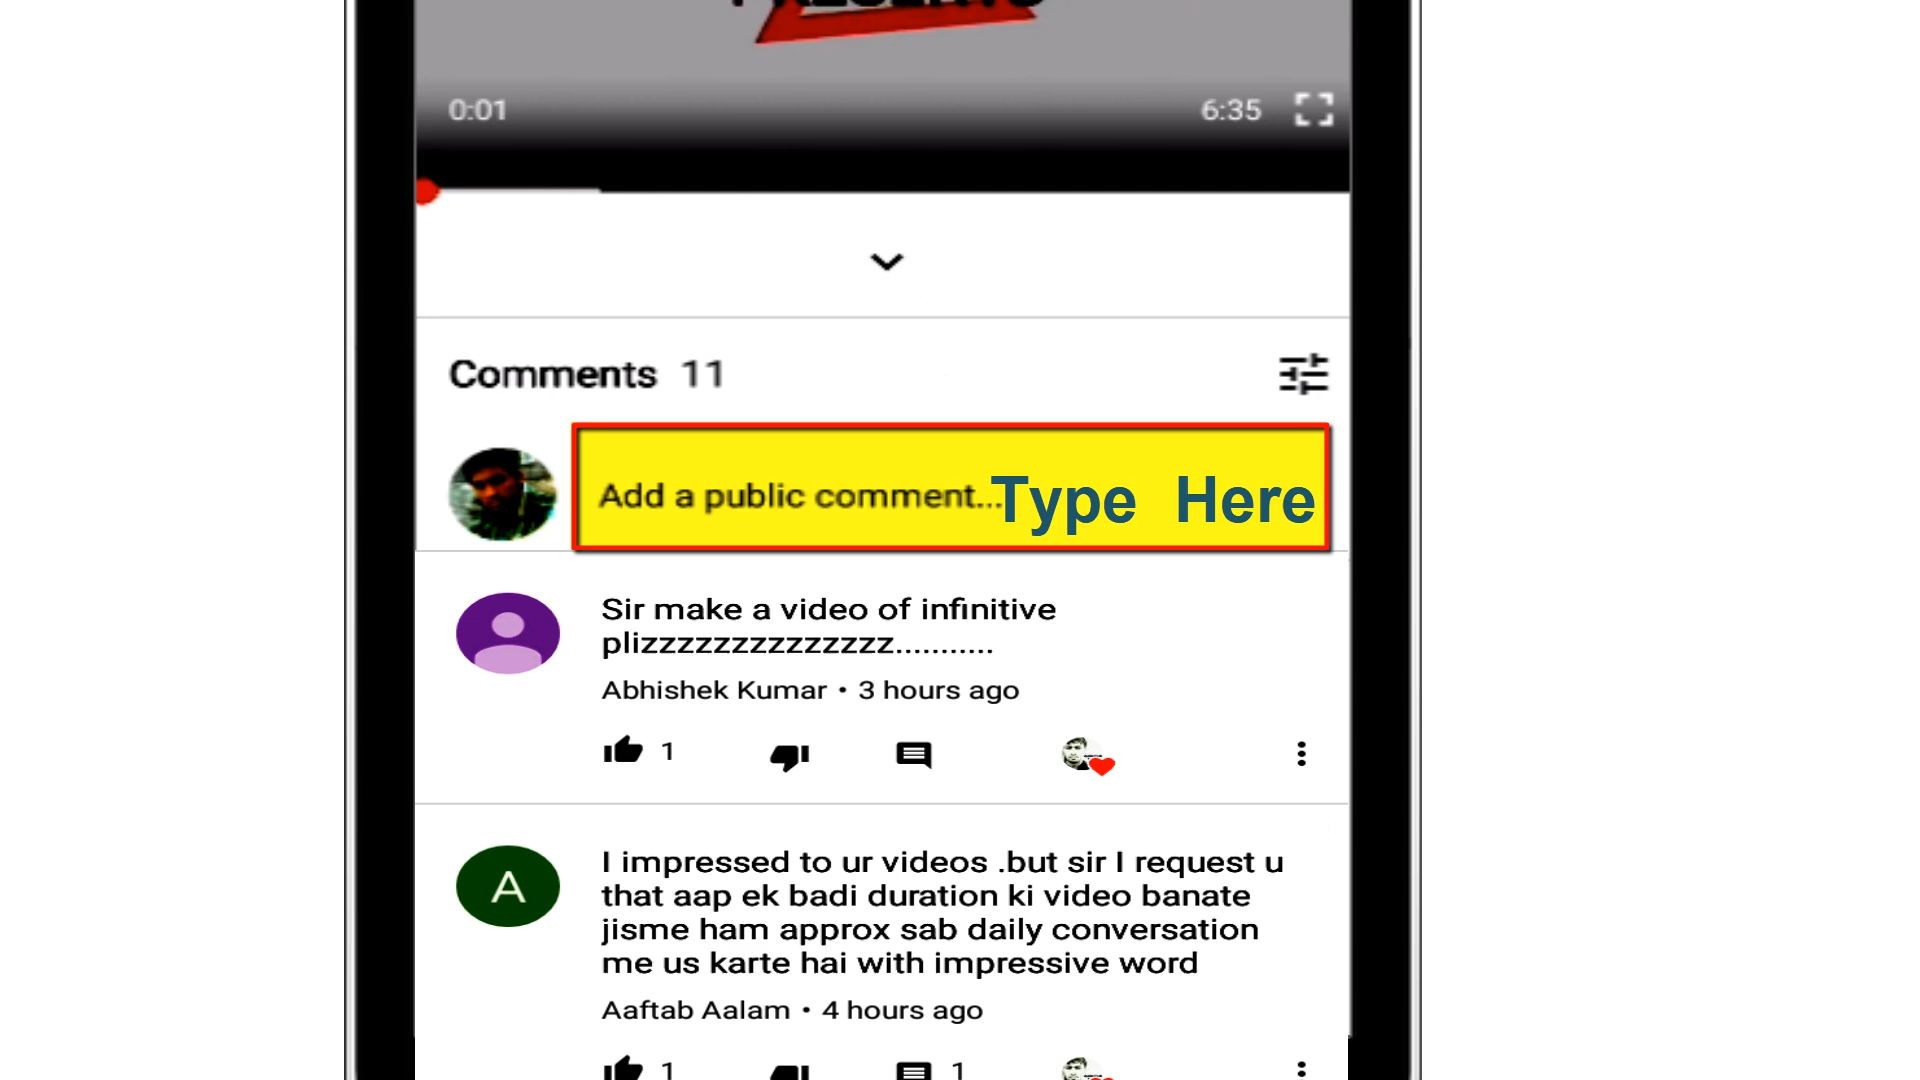 0:01 6:35
Comments 11
Add a public comment... Type Here
Sir make a video of infinitive
plizzzzzzzzzzzzzz...........
Abhishek Kumar • 3 hours ago
1
A
I impressed to ur videos .but sir I request u
that aap ek badi duration ki video banate
jisme ham approx sab daily conversation
me us karte hai with impressive word
Aaftab Aalam • 4 hours ago
1 1